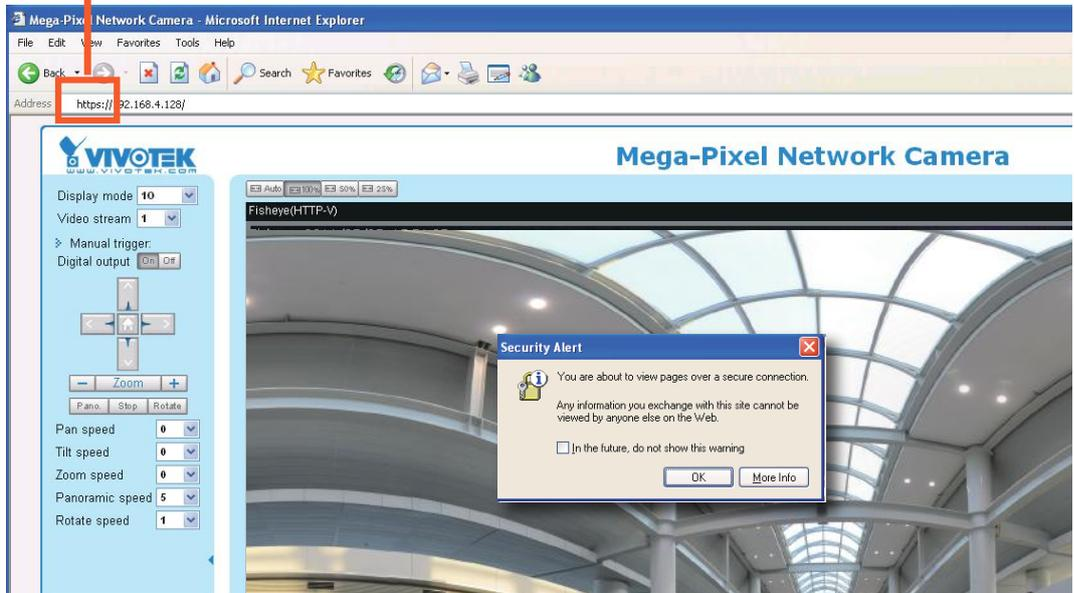 Mega-Pixel Network Camera - Microsoft Internet Explorer
File Edit View Favorites Tools Help
Back Search Favorites
Address https://192.168.4.128/
VIVOTEK
www.vivotek.com
Mega-Pixel Network Camera
Auto 100% 50% 25%
Fisheye(HTTP-V)
Display mode 10
Video stream 1
Manual trigger:
Digital output On Off
Zoom
Pano. Stop Rotate
Pan speed 0
Tilt speed 0
Zoom speed 0
Panoramic speed 5
Rotate speed 1
Security Alert
You are about to view pages over a secure connection.
Any information you exchange with this site cannot be
viewed by anyone else on the Web.
In the future, do not show this warning
OK More Info